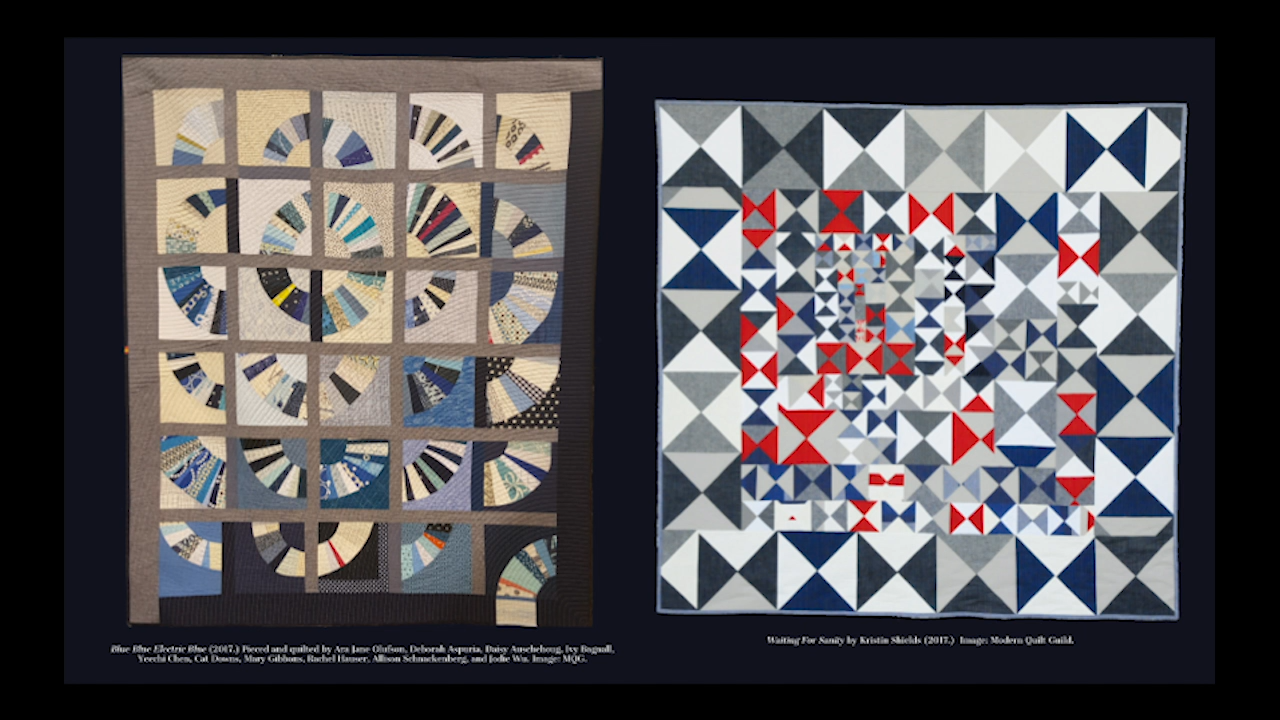 Blue Blue Electric Blue (2017.) Pieced and quilted by Ara Jane Olufson, Deborah Aspuria, Daisy Auschehoug, Ivy Bagnall,
Yeechi Chen, Cat Downs, Mary Gibbons, Rachel Hauser, Allison Schnackenberg, and Jodie Wu. Image: MQG.
Waiting For Sanity by Kristin Shields (2017.) Image: Modern Quilt Guild.